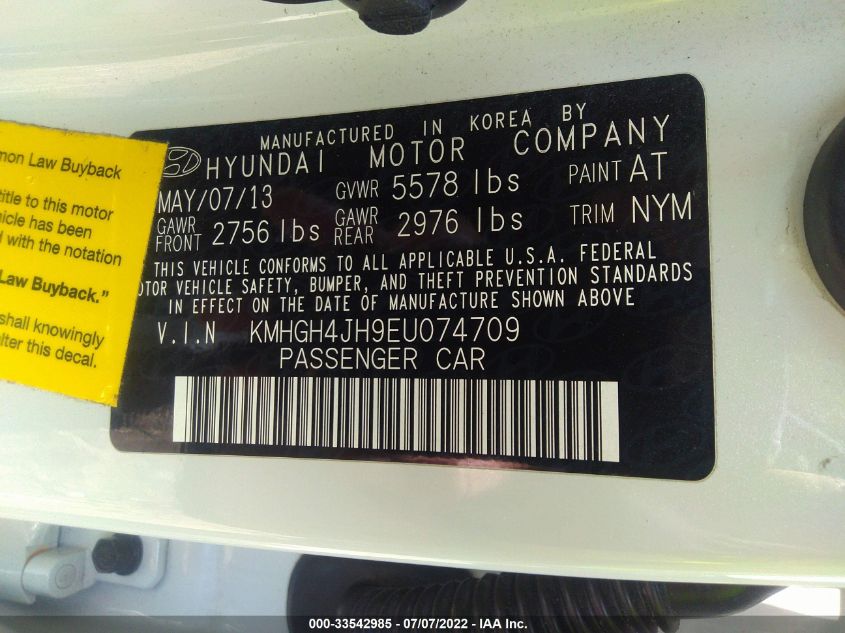 mon Law Buyback
title to this motor
has been
with the notation
Law Buyback."
shall knowingly
alter this decal.
MANUFACTURED IN KOREA BY
HYUNDAI MOTOR COMPANY
MAY/07/13 GVWR 5578 lbs PAINT AT
GAWR FRONT 2756 lbs GAWR REAR 2976 lbs TRIM NYM
THIS VEHICLE CONFORMS TO ALL APPLICABLE U.S.A. FEDERAL
OTOR VEHICLE SAFETY, BUMPER, AND THEFT PREVENTION STANDARDS
IN EFFECT ON THE DATE OF MANUFACTURE SHOWN ABOVE
V.I.N KMHGH4JH9EU074709
PASSENGER CAR
000-33542985 - 07/07/2022 - IAA Inc.